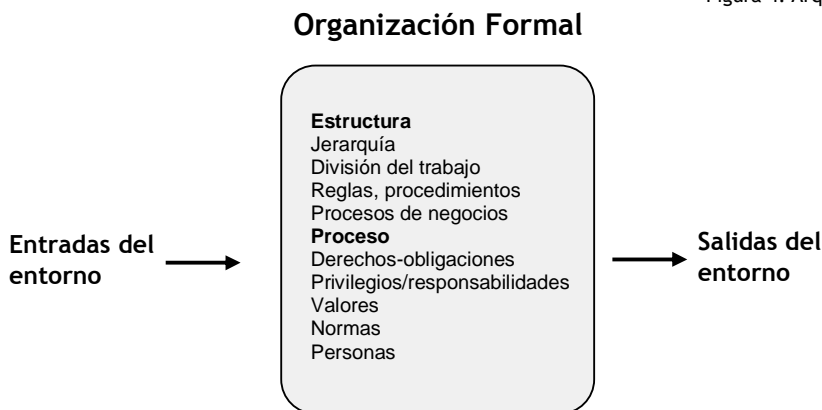 Figura 4. Arq
Organización Formal
Estructura
Jerarquía
División del trabajo
Reglas, procedimientos
Procesos de negocios
Proceso
Derechos-obligaciones
Privilegios/responsabilidades
Valores
Normas
Personas
Entradas del
entorno
Salidas del
entorno